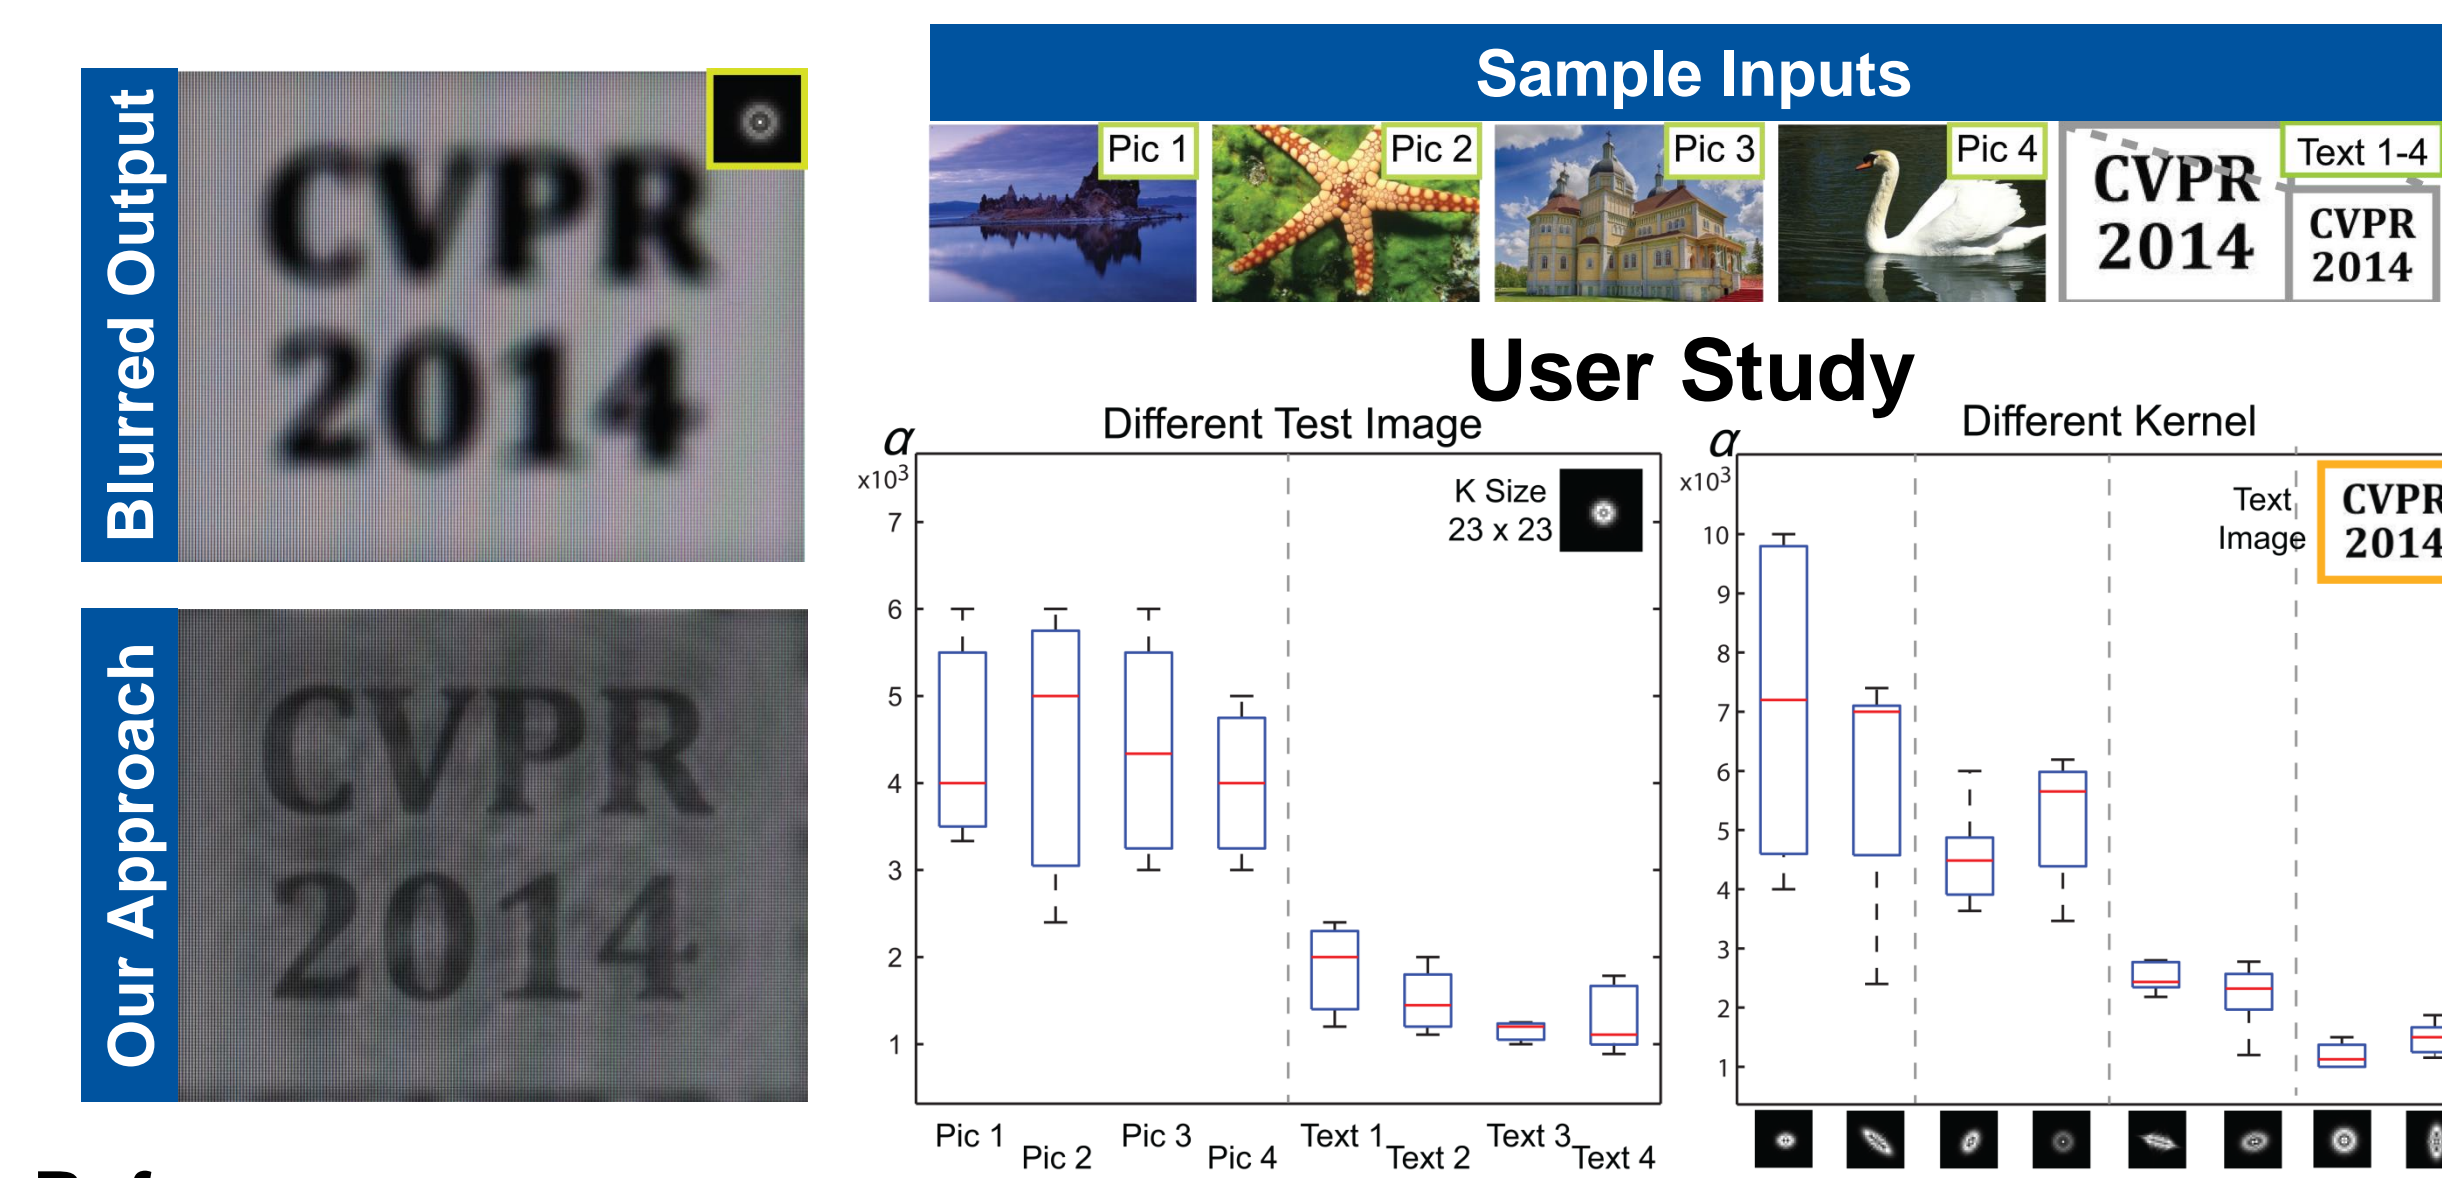 Blurred Output
CVPR
2014
Our Approach
CVPR
2014
Sample Inputs
Pic 1
Pic 2
Pic 3
Pic 4
Text 1-4
CVPR
2014
CVPR
2014
User Study
Different Test Image
α
x10³
7
6
5
4
3
2
1
K Size
23 x 23
Pic 1
Pic 2
Pic 3
Pic 4
Text 1
Text 2
Text 3
Text 4
Different Kernel
α
x10³
10
9
8
7
6
5
4
3
2
1
Text
Image
CVPR
2014